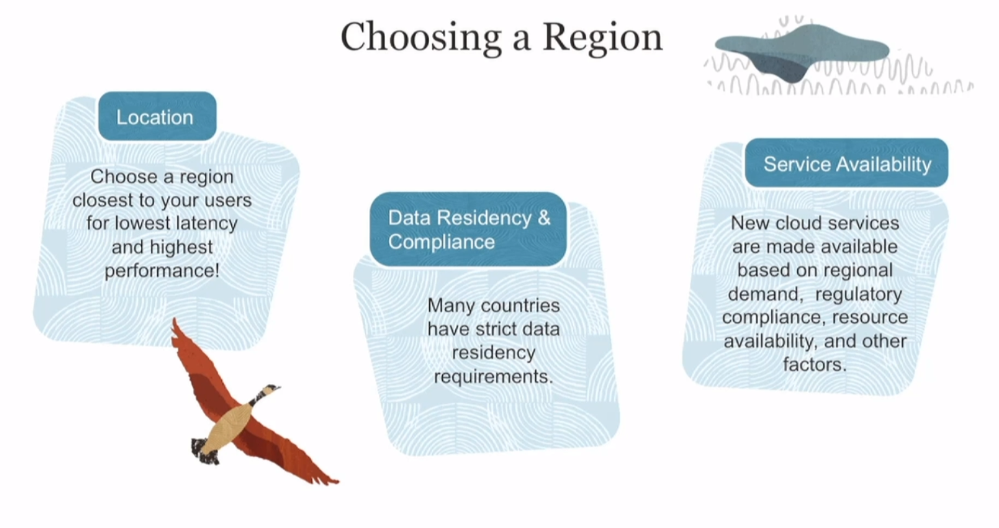 Choosing a Region
Location
Choose a region
closest to your users
for lowest latency
and highest
performance!
Data Residency &
Compliance
Many countries
have strict data
residency
requirements.
Service Availability
New cloud services
are made available
based on regional
demand,  regulatory
compliance, resource
availability, and other
factors.